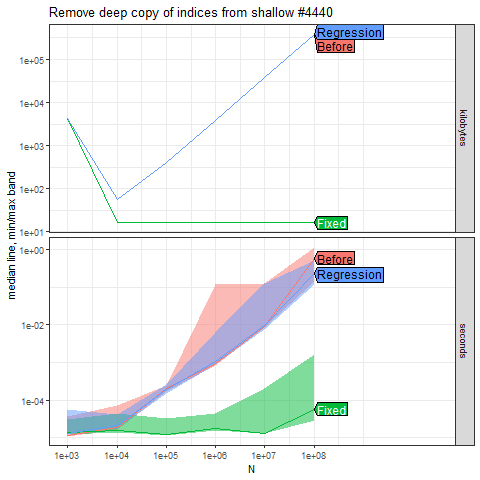 Remove deep copy of indices from shallow #4440
median line, min/max band
1e+05
1e+04
1e+03
1e+02
1e+01
Regression
Before
Fixed
kilobytes
1e+00
1e-02
1e-04
Before
Regression
Fixed
seconds
1e+03 1e+04 1e+05 1e+06 1e+07 1e+08
N